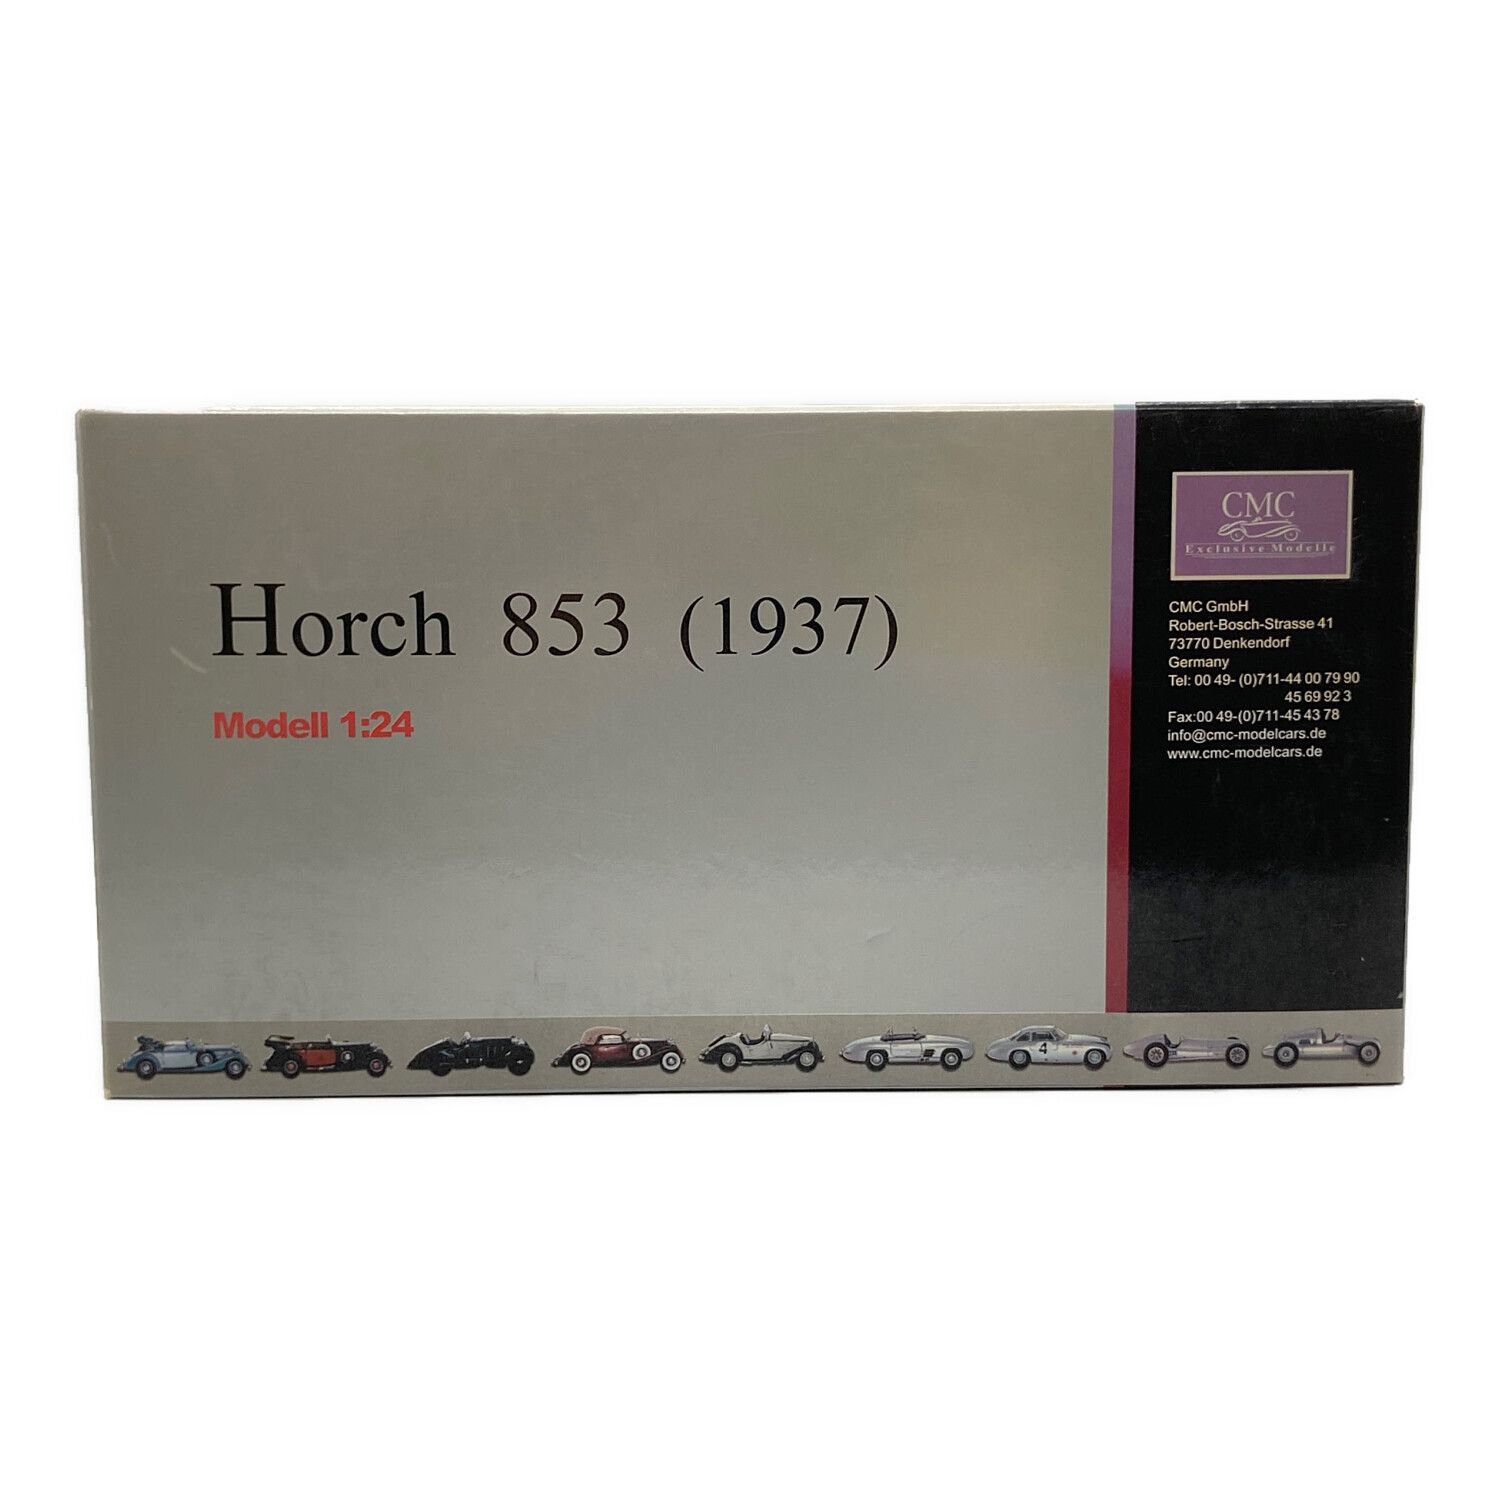 Horch 853 (1937)
Modell 1:24
CMC
Exclusive Modelle
CMC GmbH
Robert-Bosch-Strasse 41
73770 Denkendorf
Germany
Tel: 00 49- (0)711-44 00 79 90
45 69 92 3
Fax:00 49-(0)711-45 43 78
info@cmc-modelcars.de
www.cmc-modelcars.de
4